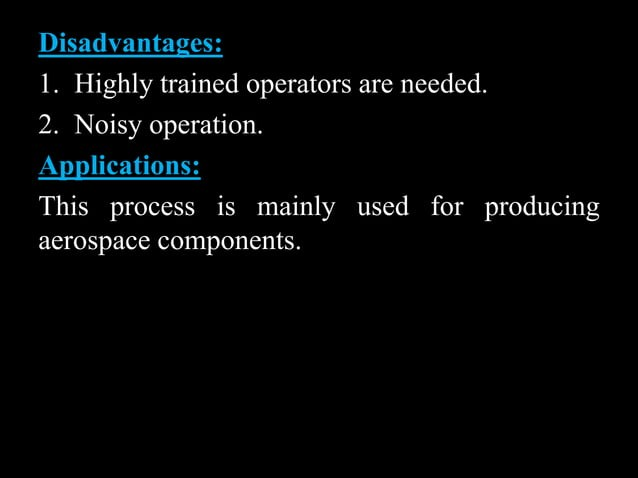 Disadvantages:
1. Highly trained operators are needed.
2. Noisy operation.
Applications:
This process is mainly used for producing
aerospace components.